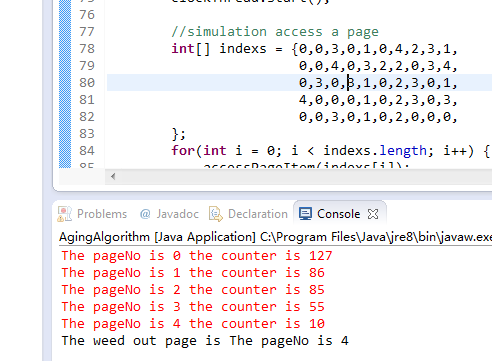 76
77 //simulation access a page
78 int[] indexs = {0,0,3,0,1,0,4,2,3,1,
79 0,0,4,0,3,2,2,0,3,4,
80 0,3,0,3,1,0,2,3,0,1,
81 4,0,0,0,1,0,2,3,0,3,
82 0,0,3,0,1,0,2,0,0,0,
83 };
84 for(int i = 0; i < indexs.length; i++) {
accessPageItem(indexs[i]);
Problems @ Javadoc Declaration Console
AgingAlgorithm [Java Application] C:\Program Files\Java\jre8\bin\javaw.exe
The pageNo is 0 the counter is 127
The pageNo is 1 the counter is 86
The pageNo is 2 the counter is 85
The pageNo is 3 the counter is 55
The pageNo is 4 the counter is 10
The weed out page is The pageNo is 4